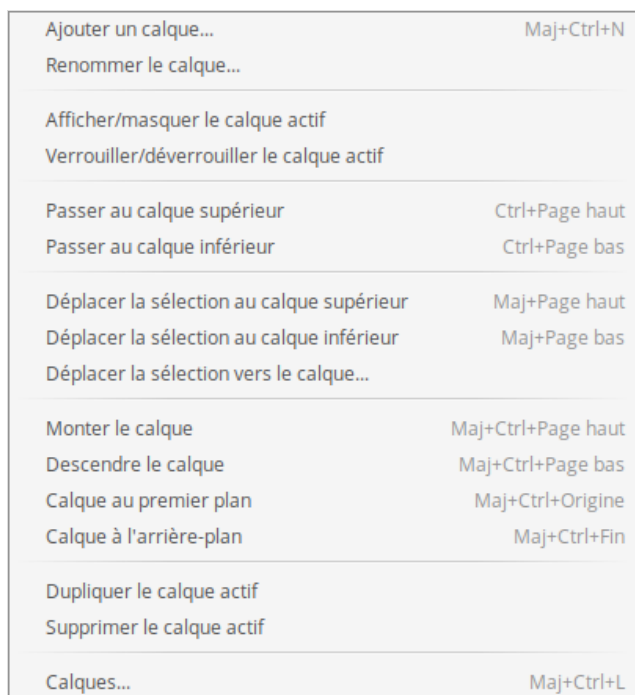 Ajouter un calque... Maj+Ctrl+N
Renommer le calque...
Afficher/masquer le calque actif
Verrouiller/déverrouiller le calque actif
Passer au calque supérieur Ctrl+Page haut
Passer au calque inférieur Ctrl+Page bas
Déplacer la sélection au calque supérieur Maj+Page haut
Déplacer la sélection au calque inférieur Maj+Page bas
Déplacer la sélection vers le calque...
Monter le calque Maj+Ctrl+Page haut
Descendre le calque Maj+Ctrl+Page bas
Calque au premier plan Maj+Ctrl+Origine
Calque à l'arrière-plan Maj+Ctrl+Fin
Dupliquer le calque actif
Supprimer le calque actif
Calques... Maj+Ctrl+L